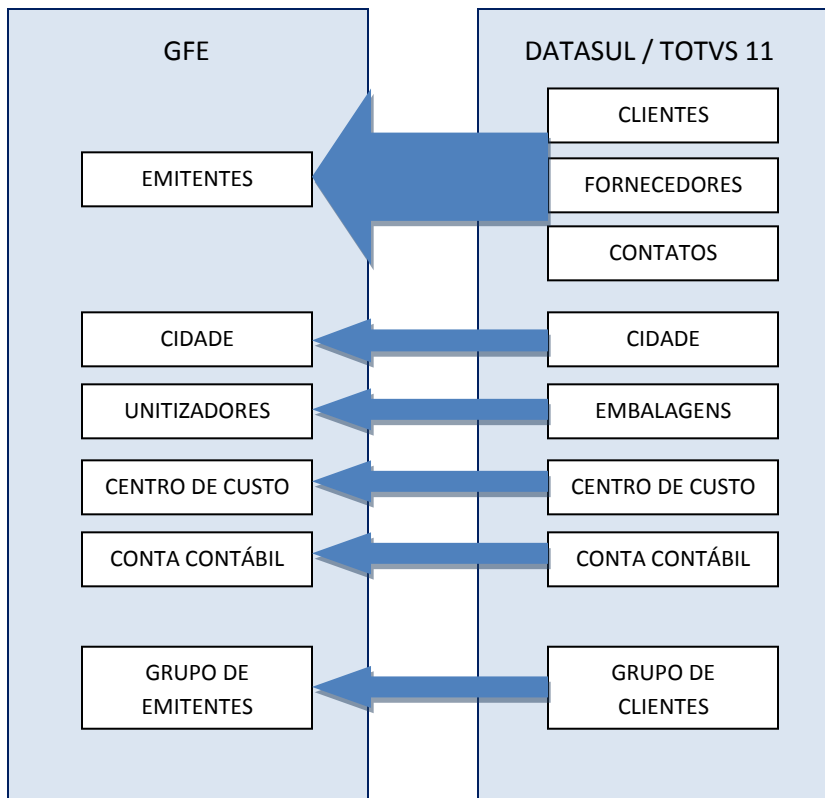 GFE
DATASUL / TOTVS 11
CLIENTES
EMITENTES
FORNECEDORES
CONTATOS
CIDADE
CIDADE
UNITIZADORES
EMBALAGENS
CENTRO DE CUSTO
CENTRO DE CUSTO
CONTA CONTÁBIL
CONTA CONTÁBIL
GRUPO DE
EMITENTES
GRUPO DE
CLIENTES